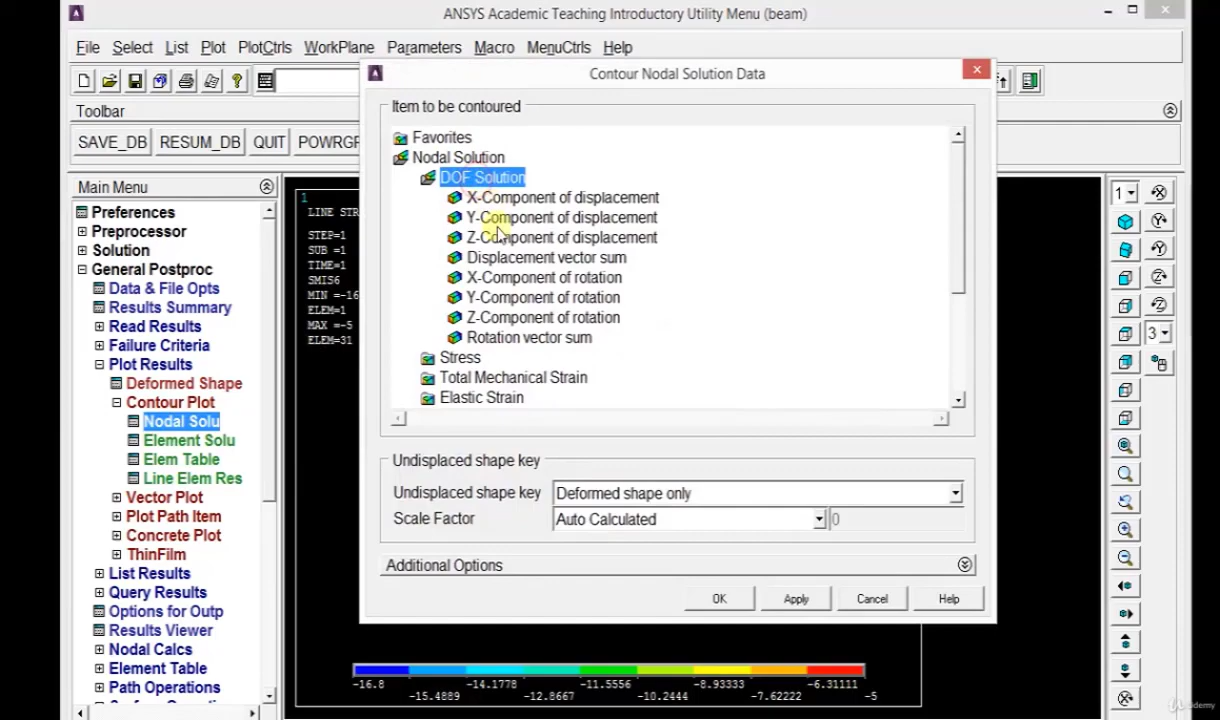 ANSYS Academic Teaching Introductory Utility Menu (beam)
File Select List Plot PlotCtrls WorkPlane Parameters Macro MenuCtrls Help
Contour Nodal Solution Data
Toolbar
SAVE_DB RESUM_DB QUIT POWRGR
Main Menu
Preferences
Preprocessor
Solution
General Postproc
Data & File Opts
Results Summary
Read Results
Failure Criteria
Plot Results
Deformed Shape
Contour Plot
Nodal Solu
Element Solu
Elem Table
Line Elem Res
Vector Plot
Plot Path Item
Concrete Plot
ThinFilm
List Results
Query Results
Options for Outp
Results Viewer
Nodal Calcs
Element Table
Path Operations
1
LINE STR
STEP=1
SUB =1
TIME=1
SMIS6
MIN =-16
ELEM=1
MAX =-5
ELEM=31
Item to be contoured
Favorites
Nodal Solution
DOF Solution
X-Component of displacement
Y-Component of displacement
Z-Component of displacement
Displacement vector sum
X-Component of rotation
Y-Component of rotation
Z-Component of rotation
Rotation vector sum
Stress
Total Mechanical Strain
Elastic Strain
Undisplaced shape key
Undisplaced shape key Deformed shape only
Scale Factor Auto Calculated 0
Additional Options
OK Apply Cancel Help
-16.8 -14.1778 -11.5556 -8.93333 -6.31111
-15.4889 -12.8667 -10.2444 -7.62222 -5
1
3
udemy